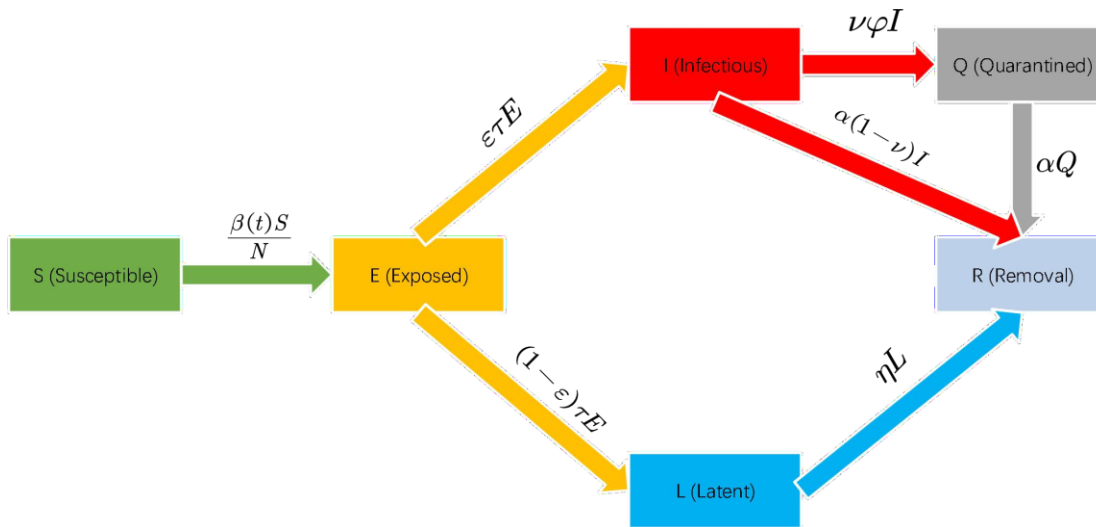 νφI
I (Infectious)
Q (Quarantined)
ετE
α(1−ν)I
αQ
β(t)S
N
S (Susceptible)
E (Exposed)
R (Removal)
(1−ε)τE
ηL
L (Latent)